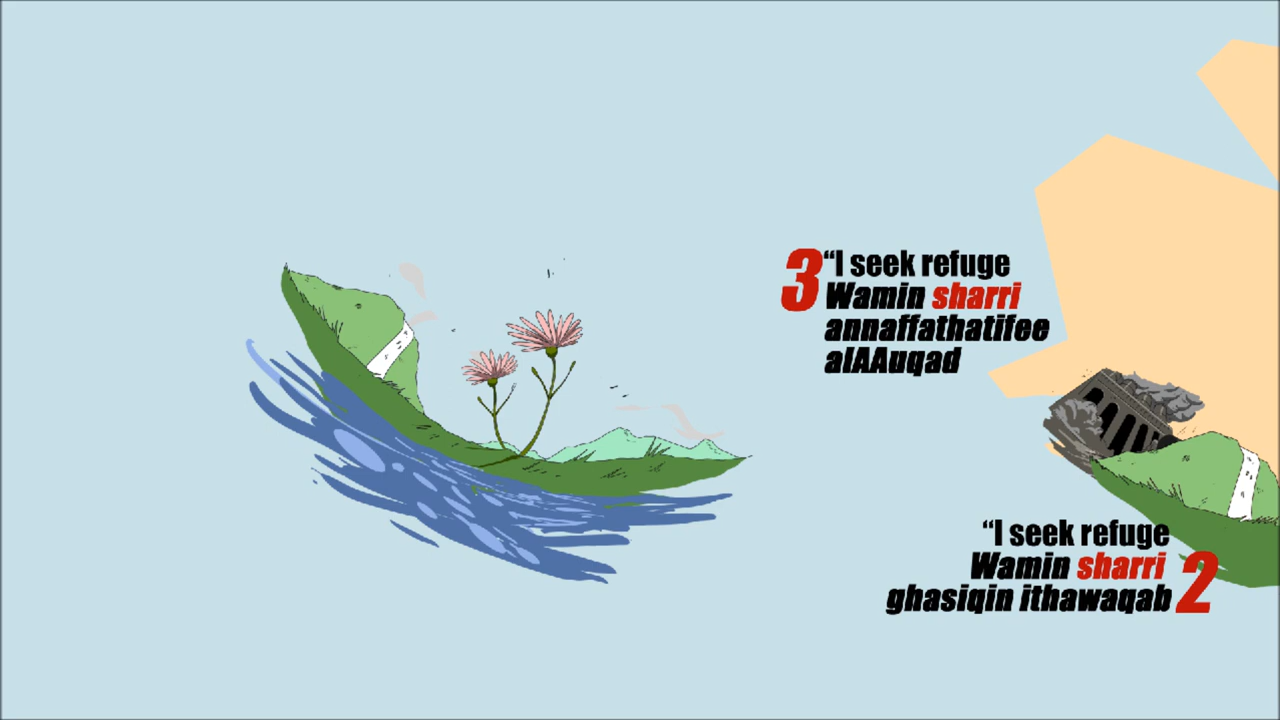 3 “I seek refuge
Wamin sharri
annaffathatifee
alAAuqad
“I seek refuge
Wamin sharri
ghasiqin ithawaqab 2